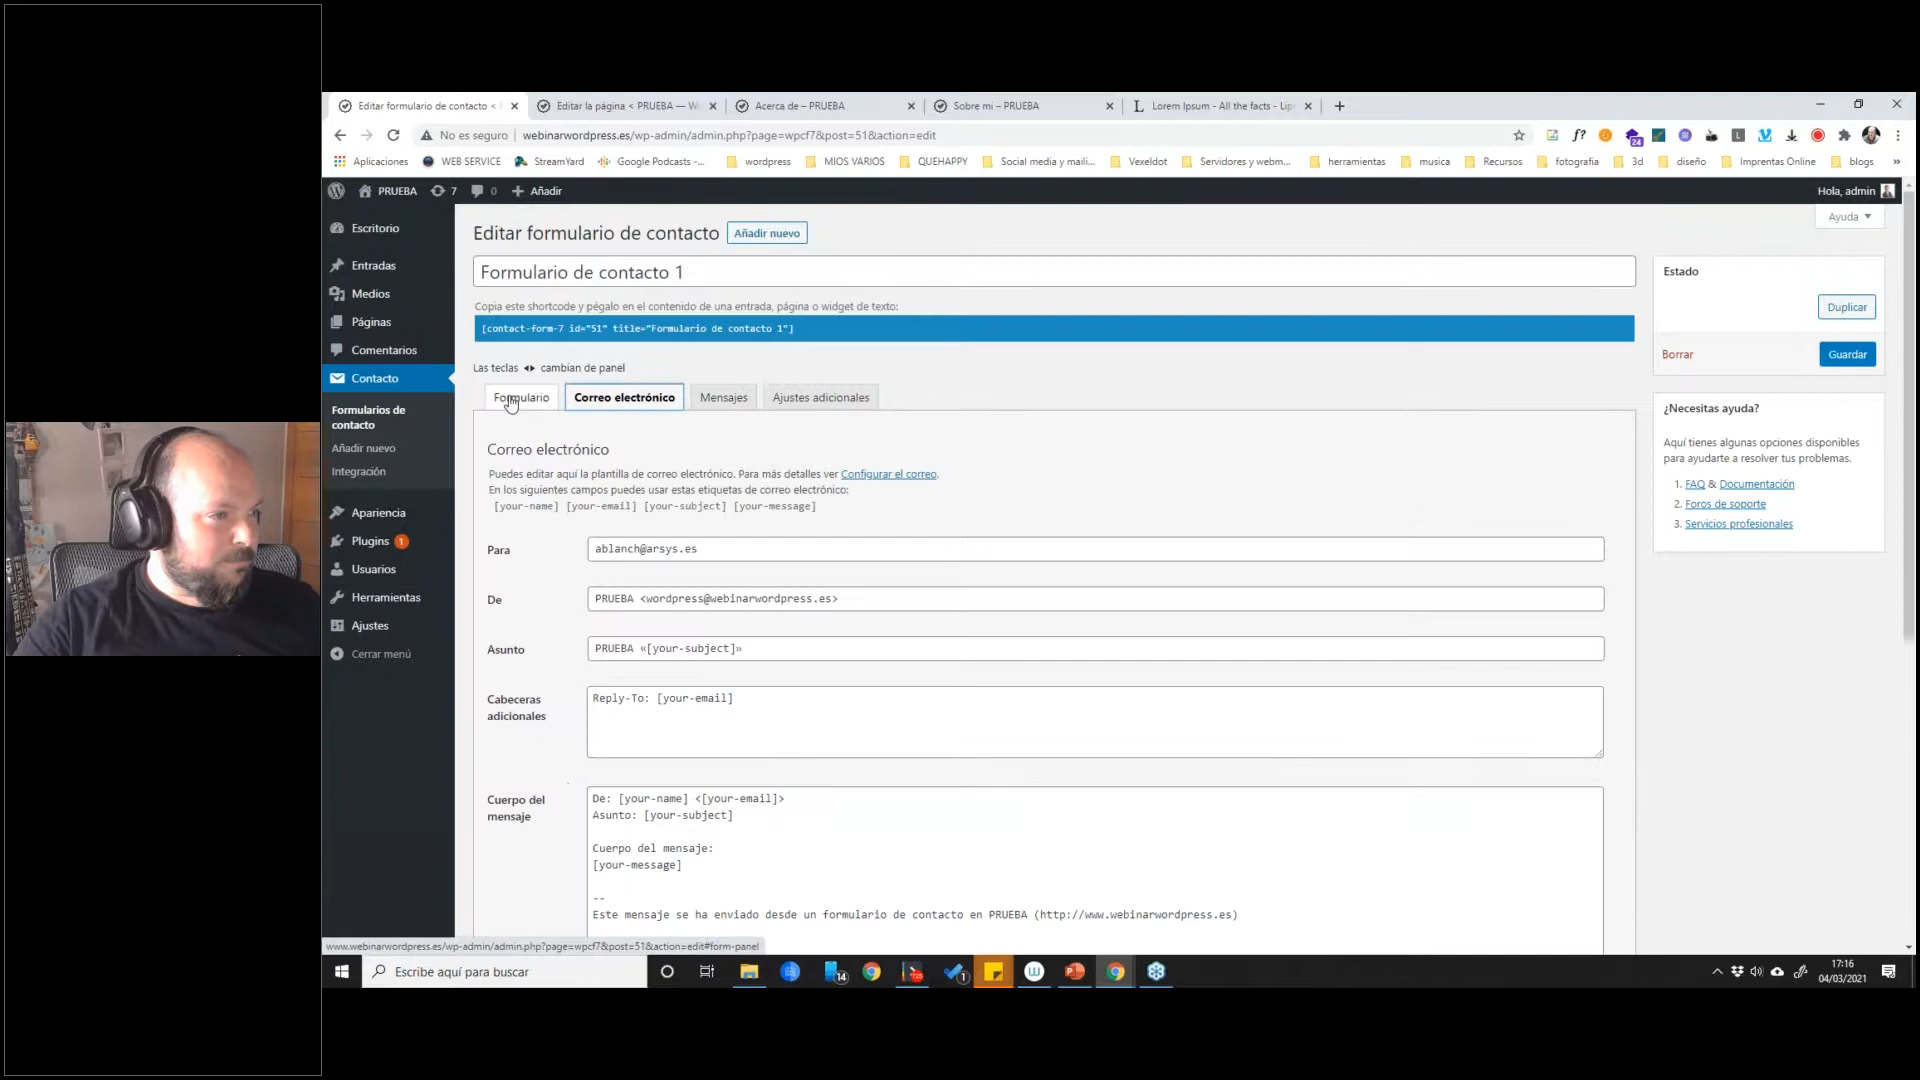 Editar formulario de contacto <
Editar la página < PRUEBA — W
Acerca de – PRUEBA
Sobre mi – PRUEBA
Lorem Ipsum - All the facts - Lip
No es seguro
webinarwordpress.es/wp-admin/admin.php?page=wpcf7&post=51&action=edit
24
Aplicaciones
WEB SERVICE
StreamYard
Google Podcasts -...
wordpress
MIOS VARIOS
QUEHAPPY
Social media y maili...
Vexeldot
Servidores y webm...
herramientas
musica
Recursos
fotografia
3d
diseño
Imprentas Online
blogs
»
PRUEBA
7
0
Añadir
Hola, admin
Escritorio
Entradas
Medios
Páginas
Comentarios
Contacto
Formularios de
contacto
Añadir nuevo
Integración
Apariencia
Plugins 1
Usuarios
Herramientas
Ajustes
Cerrar menú
Ayuda
Editar formulario de contacto
Añadir nuevo
Formulario de contacto 1
Copia este shortcode y pégalo en el contenido de una entrada, página o widget de texto:
[contact-form-7 id="51" title="Formulario de contacto 1"]
Las teclas cambian de panel
Formulario
Correo electrónico
Mensajes
Ajustes adicionales
Correo electrónico
Puedes editar aquí la plantilla de correo electrónico. Para más detalles ver Configurar el correo.
En los siguientes campos puedes usar estas etiquetas de correo electrónico:
[your-name] [your-email] [your-subject] [your-message]
Para
ablanch@arsys.es
De
PRUEBA <wordpress@webinarwordpress.es>
Asunto
PRUEBA «[your-subject]»
Cabeceras
adicionales
Reply-To: [your-email]
Cuerpo del
mensaje
De: [your-name] <[your-email]>
Asunto: [your-subject]
Cuerpo del mensaje:
[your-message]
--
Este mensaje se ha enviado desde un formulario de contacto en PRUEBA (http://www.webinarwordpress.es)
Estado
Duplicar
Borrar
Guardar
¿Necesitas ayuda?
Aquí tienes algunas opciones disponibles
para ayudarte a resolver tus problemas.
1. FAQ & Documentación
2. Foros de soporte
3. Servicios profesionales
www.webinarwordpress.es/wp-admin/admin.php?page=wpcf7&post=51&action=edit#form-panel
Escribe aquí para buscar
14
1
17:16
04/03/2021